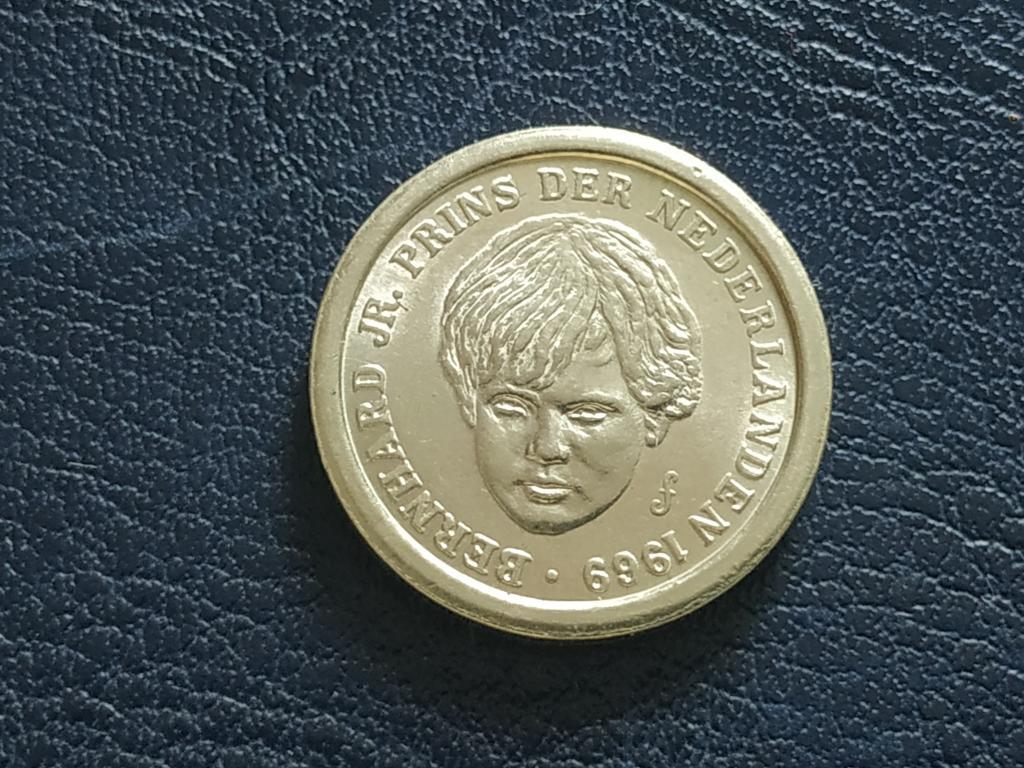 BERNHARD JR. PRINS DER NEDERLANDEN 1969 ·